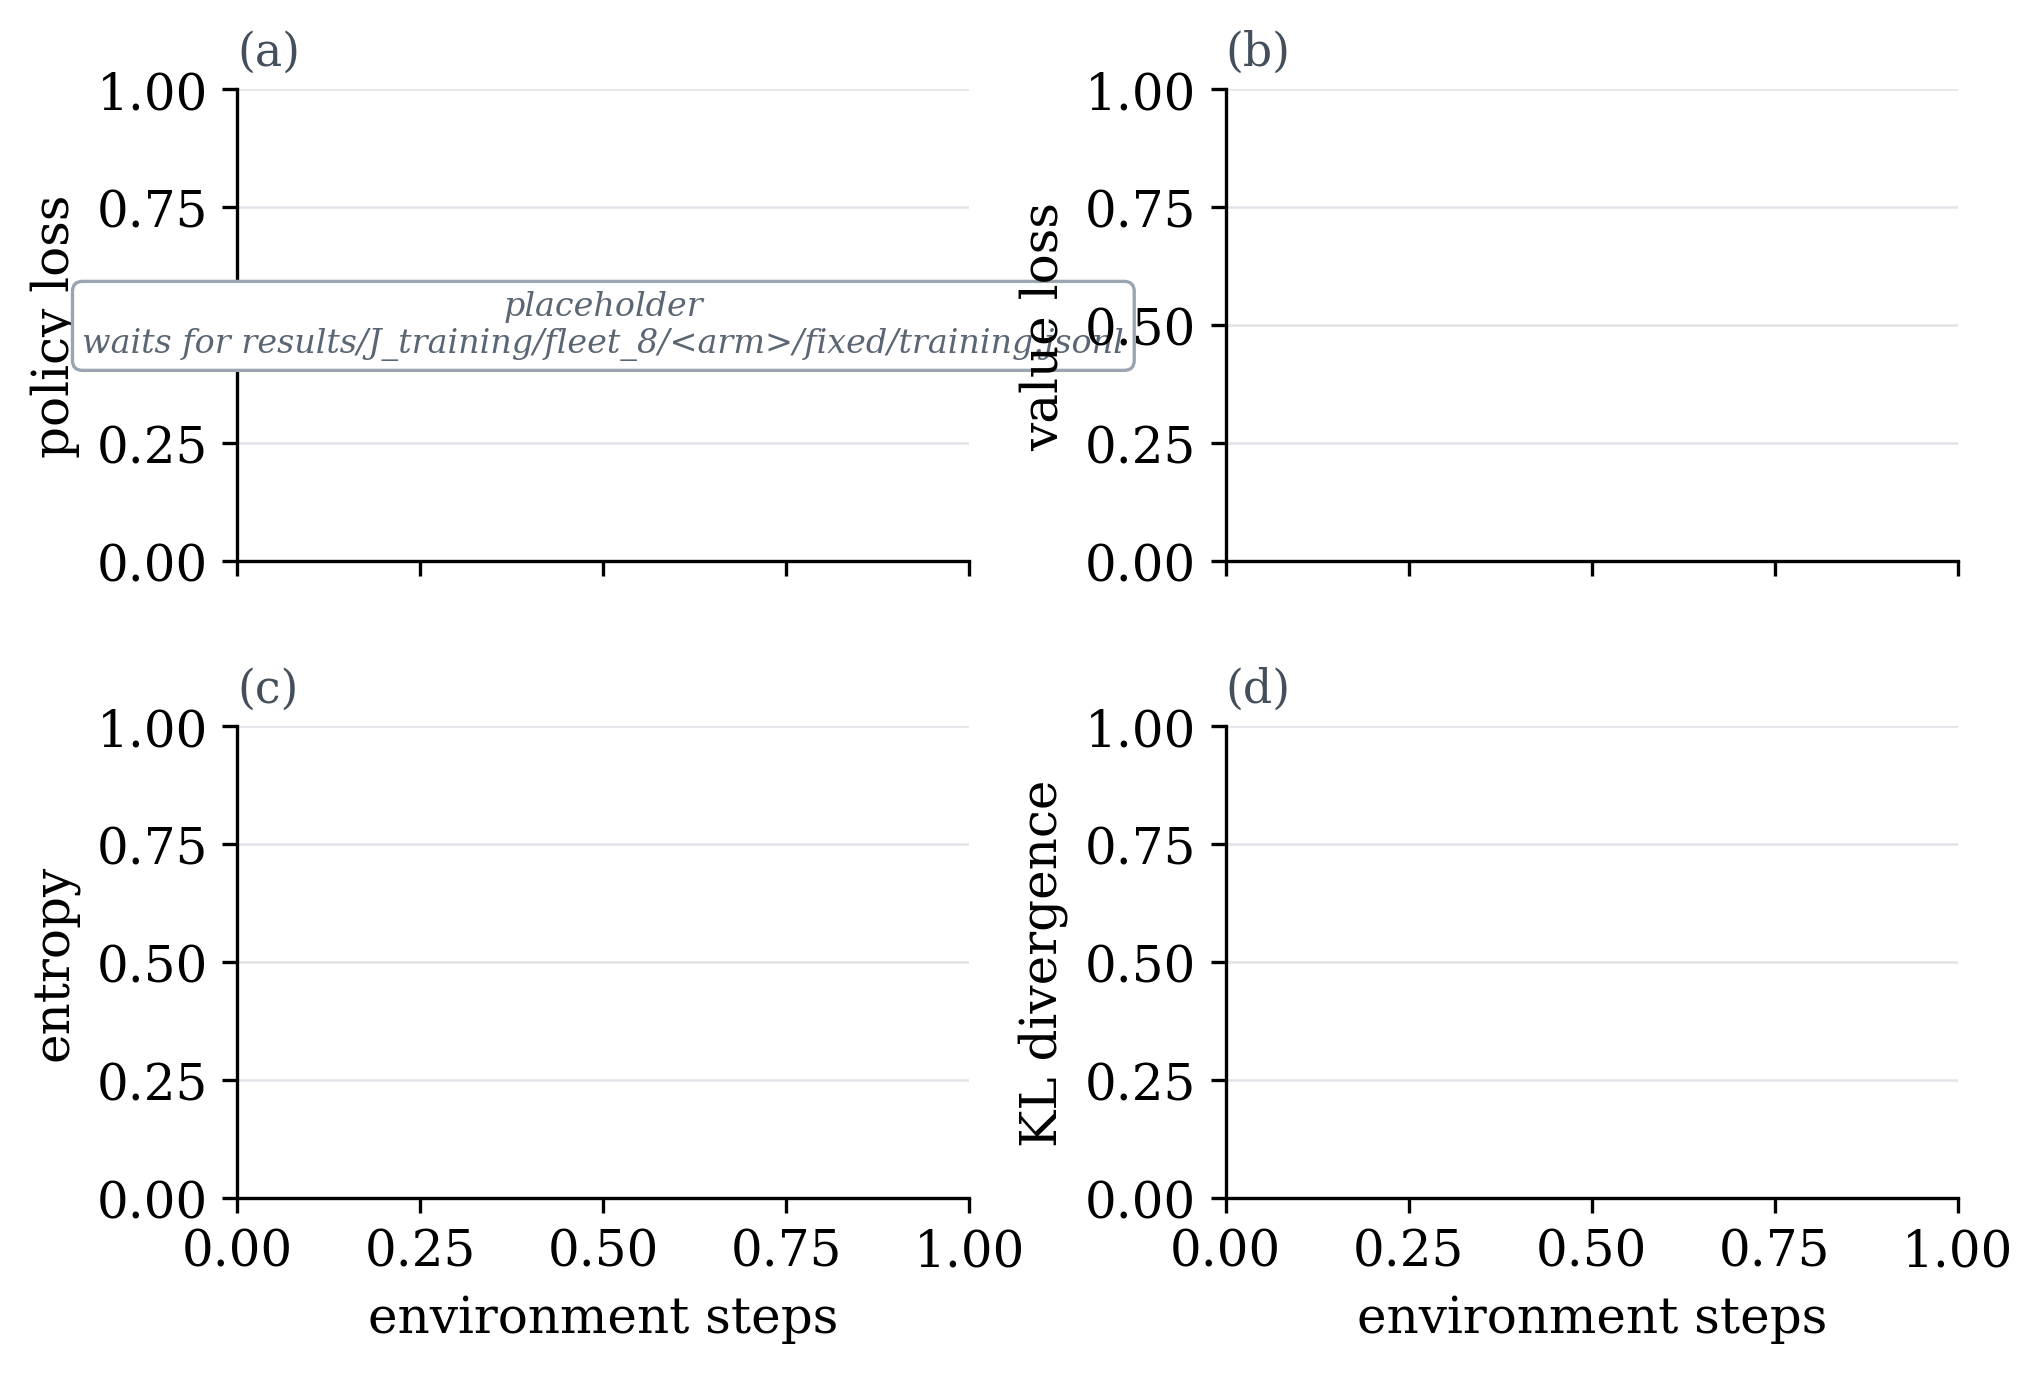 (a)
1.00
0.75
0.25
0.00
policy loss
placeholder
waits for results/J_training/fleet_8/<arm>/fixed/training.jsonl
(b)
1.00
0.75
0.50
0.25
0.00
value loss
(c)
1.00
0.75
0.50
0.25
0.00
entropy
0.00 0.25 0.50 0.75 1.00
environment steps
(d)
1.00
0.75
0.50
0.25
0.00
KL divergence
0.00 0.25 0.50 0.75 1.00
environment steps